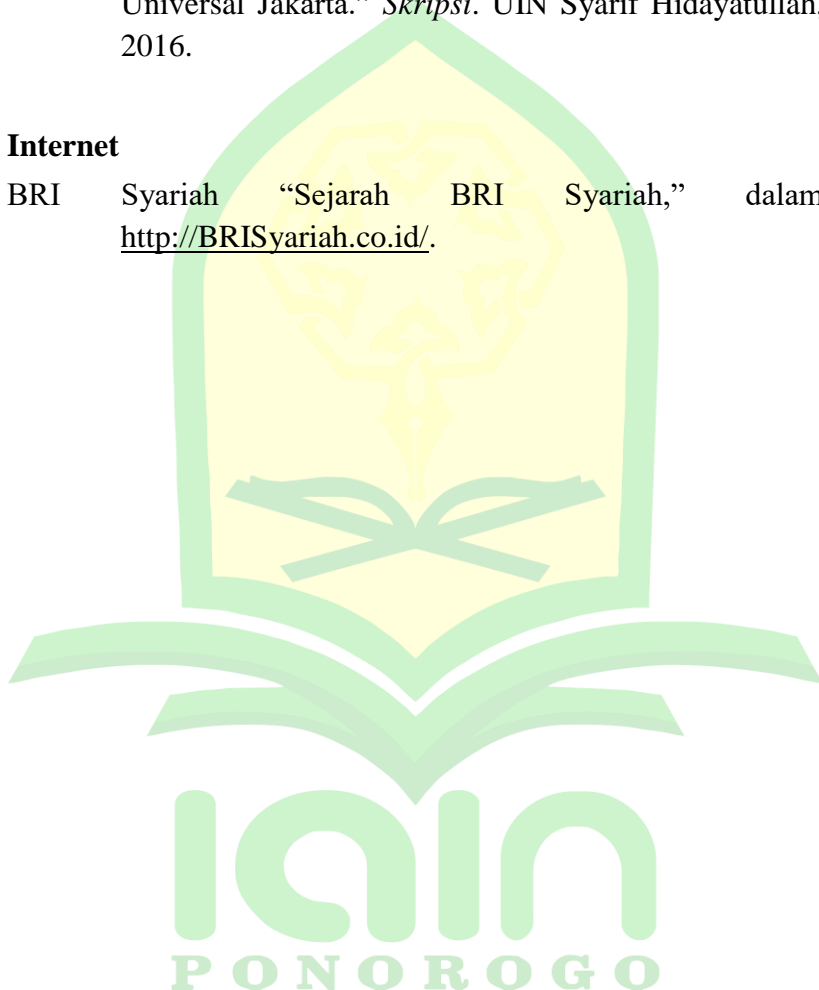 Universal Jakarta." Skripsi. UIN Syarif Hidayatullah,
2016.
Internet
BRI Syariah “Sejarah BRI Syariah,” dalam
http://BRISyariah.co.id/.
iain
PONOROGO